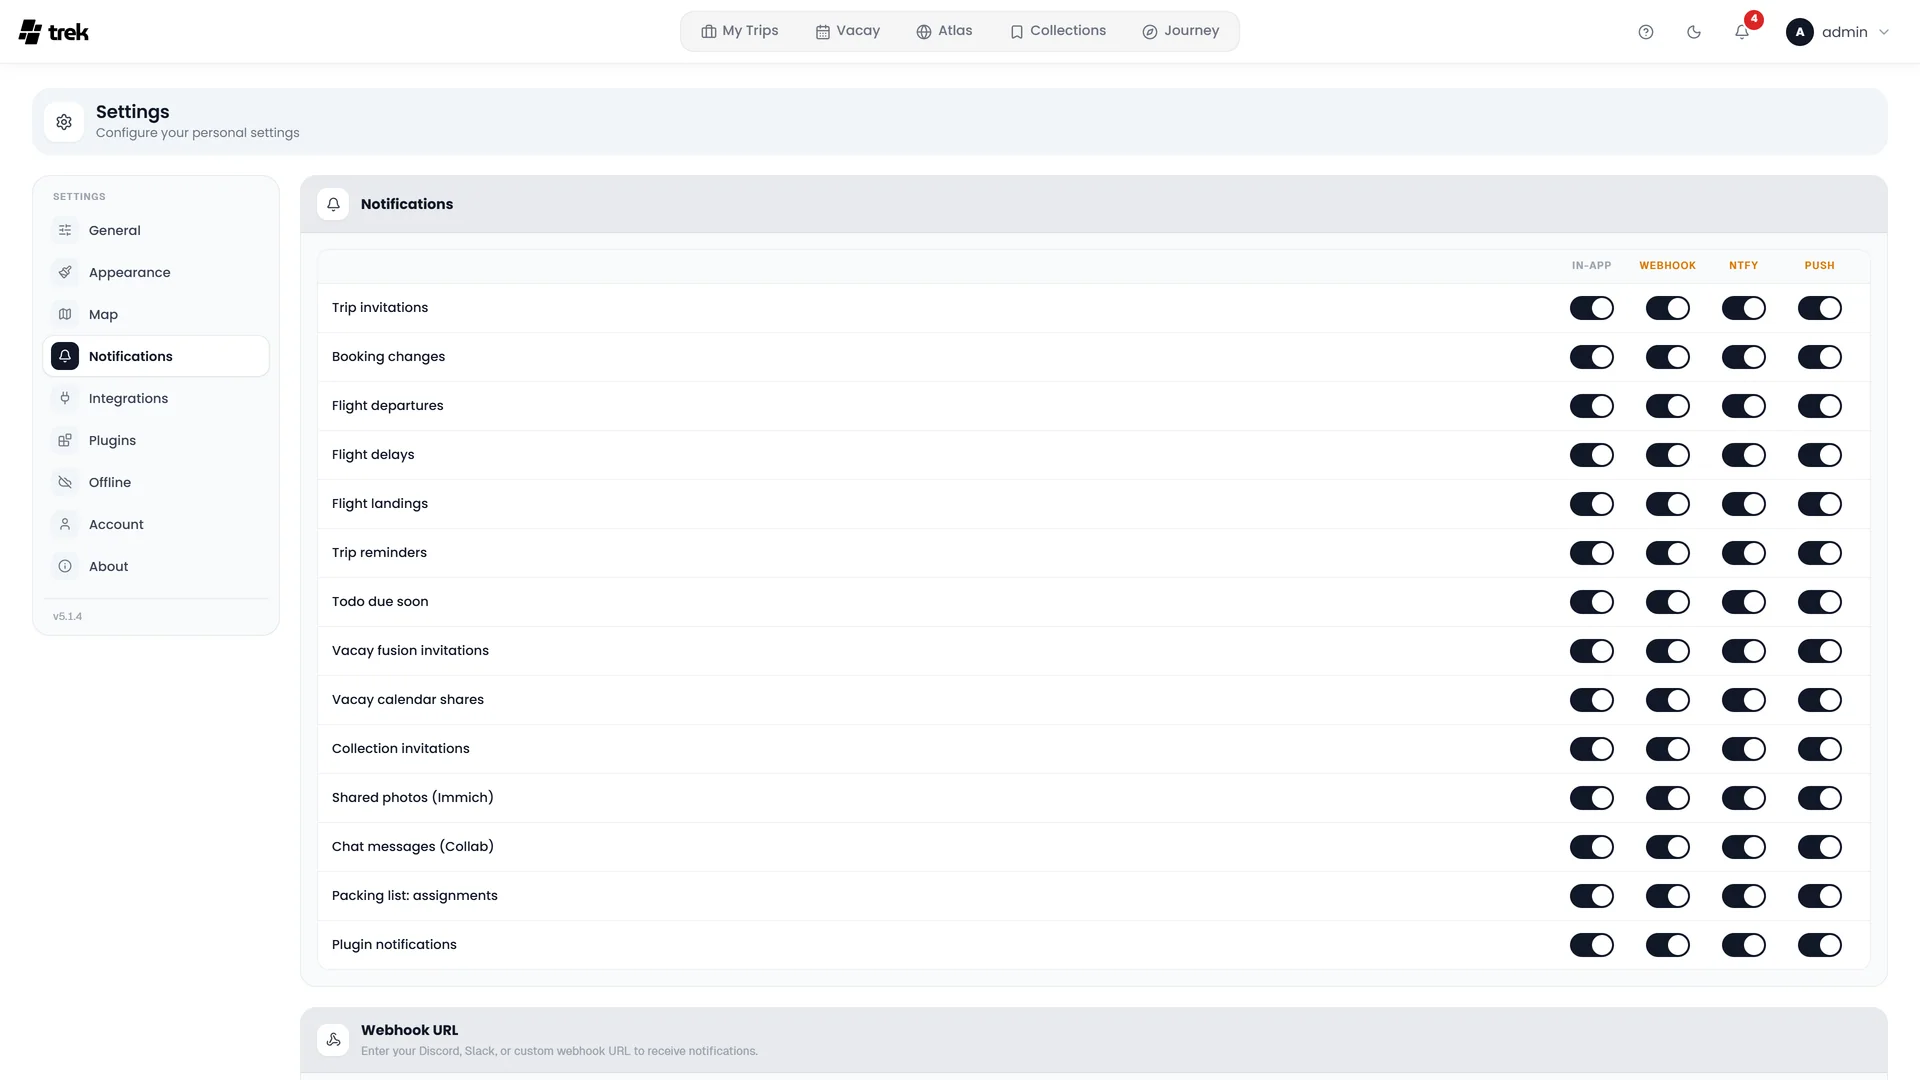 trek
My Trips
Vacay
Atlas
Collections
Journey
4
A
admin
Settings
Configure your personal settings
SETTINGS
General
Appearance
Map
Notifications
Integrations
Plugins
Offline
Account
About
v5.1.4
Notifications
IN-APP WEBHOOK NTFY PUSH
Trip invitations
Booking changes
Flight departures
Flight delays
Flight landings
Trip reminders
Todo due soon
Vacay fusion invitations
Vacay calendar shares
Collection invitations
Shared photos (Immich)
Chat messages (Collab)
Packing list: assignments
Plugin notifications
Webhook URL
Enter your Discord, Slack, or custom webhook URL to receive notifications.